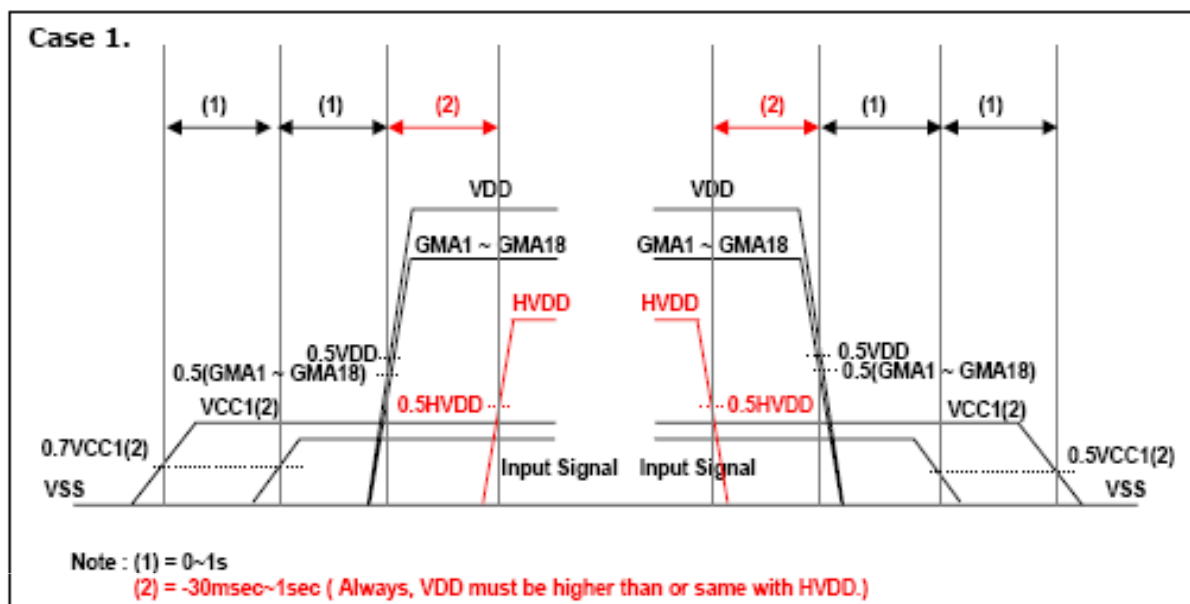 Case 1.
(1) (1) (2) (2) (1) (1)
VDD VDD
GMA1 ~ GMA18 GMA1 ~ GMA18
HVDD HVDD
0.5VDD 0.5VDD
0.5(GMA1 ~ GMA18) 0.5(GMA1 ~ GMA18)
VCC1(2) 0.5HVDD 0.5HVDD VCC1(2)
0.7VCC1(2) Input Signal Input Signal 0.5VCC1(2)
VSS VSS
Note : (1) = 0~1s
(2) = -30msec~1sec ( Always, VDD must be higher than or same with HVDD.)